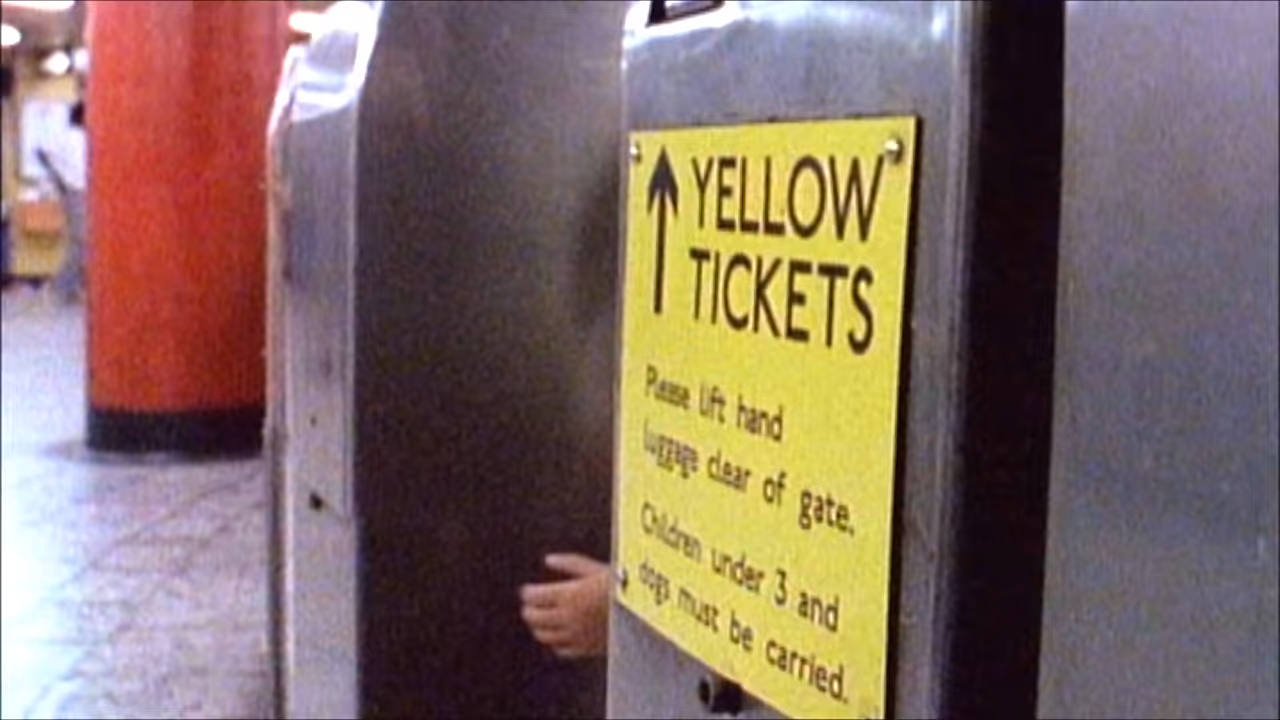 YELLOW
TICKETS
Please lift hand
luggage clear of gate.
Children under 3 and
dogs must be carried.